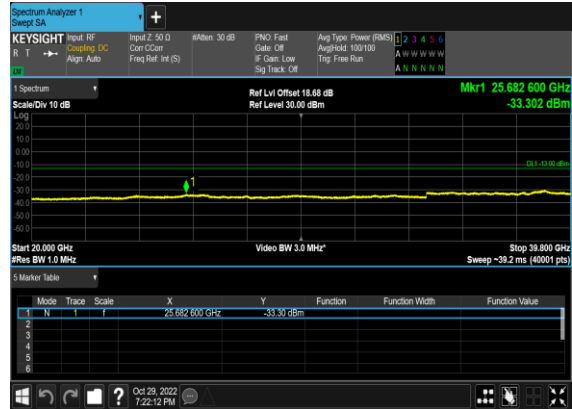 Spectrum Analyzer 1
Swept SA
+
KEYSIGHT Input: RF Input Z: 50 Ω #Atten: 30 dB PNO: Fast Avg Type: Power (RMS) 1 2 3 4 5 6
R T Coupling: DC Corr CCorr Gate: Off Avg|Hold: 100/100 A W W W W W
Align: Auto Freq Ref: Int (S) IF Gain: Low Trig: Free Run
Sig Track: Off A N N N N N
1 Spectrum Ref Lvl Offset 18.68 dB Mkr1 25.682 600 GHz
Scale/Div 10 dB Ref Level 30.00 dBm -33.302 dBm
Log
20.0
10.0
0.00
-10.0 DL1 -13.00 dBm
-20.0 1
-30.0
-40.0
-50.0
-60.0
Start 20.000 GHz Video BW 3.0 MHz* Stop 39.800 GHz
#Res BW 1.0 MHz Sweep ~39.2 ms (40001 pts)
5 Marker Table
Mode Trace Scale X Y Function Function Width Function Value
1 N 1 f 25.682 600 GHz -33.30 dBm
2
3
4
5
6
? Oct 29, 2022
7:22:12 PM